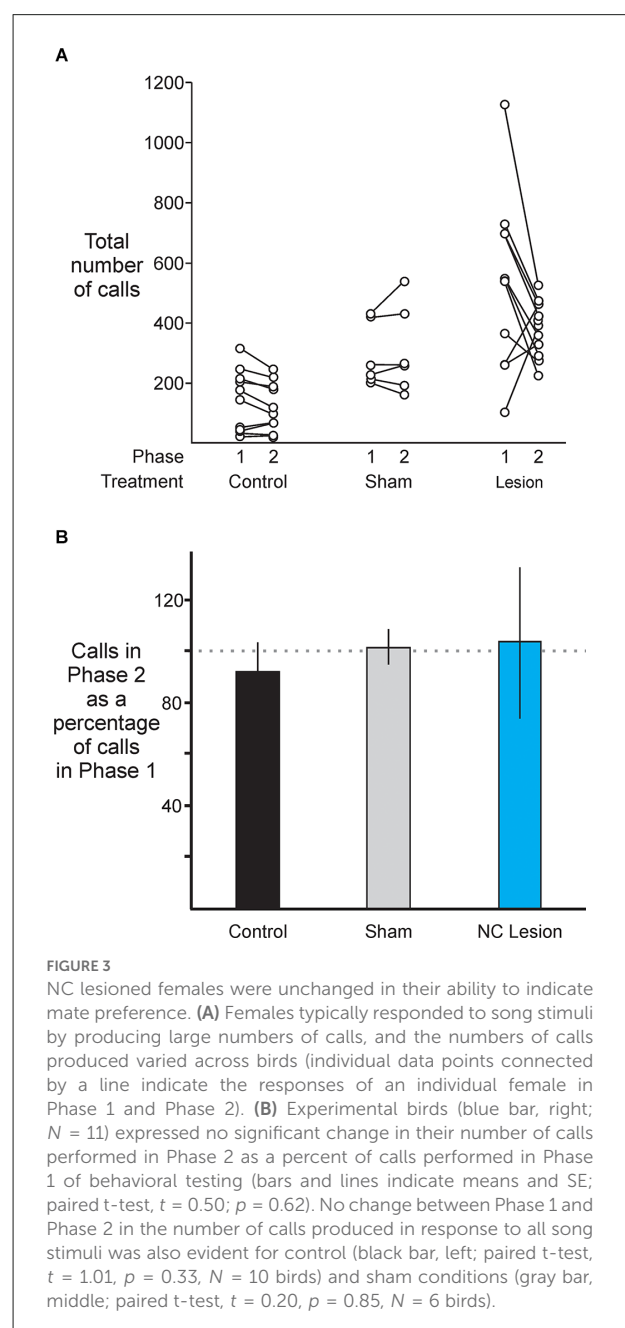 A
1200
1000
800
Total
number
of calls
600
400
200
Phase 1 2 1 2 1 2
Treatment Control Sham Lesion
B
120
Calls in
Phase 2
as a
percentage
of calls
in Phase 1
80
40
Control Sham NC Lesion
FIGURE 3
NC lesioned females were unchanged in their ability to indicate
mate preference. (A) Females typically responded to song stimuli
by producing large numbers of calls, and the numbers of calls
produced varied across birds (individual data points connected
by a line indicate the responses of an individual female in
Phase 1 and Phase 2). (B) Experimental birds (blue bar, right;
N = 11) expressed no significant change in their number of calls
performed in Phase 2 as a percent of calls performed in Phase
1 of behavioral testing (bars and lines indicate means and SE;
paired t-test, t = 0.50; p = 0.62). No change between Phase 1 and
Phase 2 in the number of calls produced in response to all song
stimuli was also evident for control (black bar, left; paired t-test,
t = 1.01, p = 0.33, N = 10 birds) and sham conditions (gray bar,
middle; paired t-test, t = 0.20, p = 0.85, N = 6 birds).